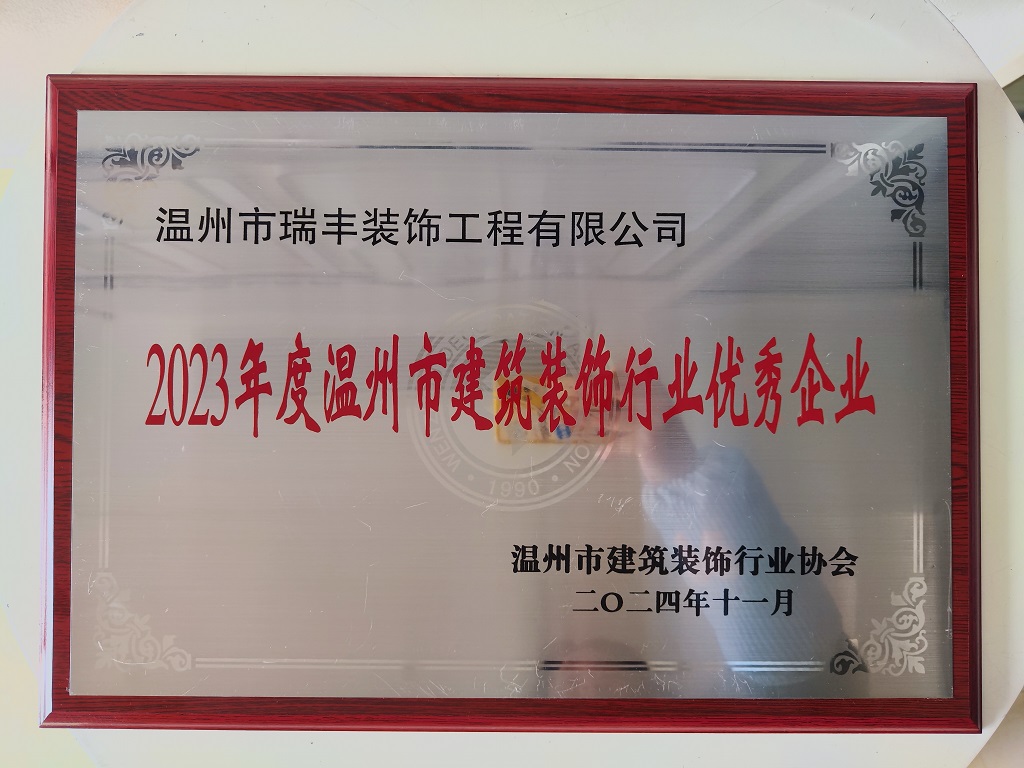 温州市瑞丰装饰工程有限公司
2023年度温州市建筑装饰行业优秀企业
1990
温州市建筑装饰行业协会
二〇二四年十一月